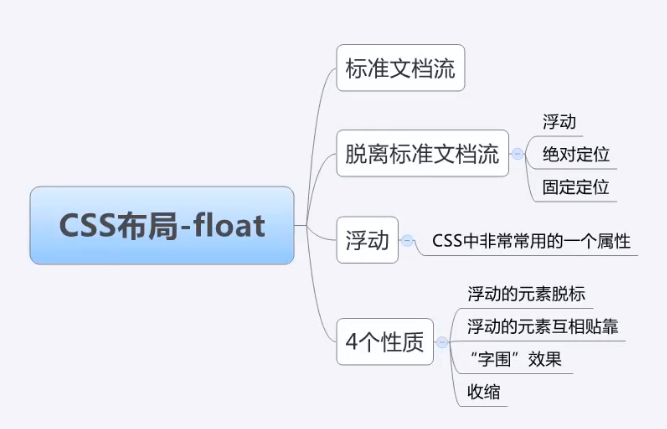 CSS布局-float
标准文档流
脱离标准文档流
浮动
绝对定位
固定定位
浮动
CSS中非常常用的一个属性
4个性质
浮动的元素脱标
浮动的元素互相贴靠
“字围”效果
收缩